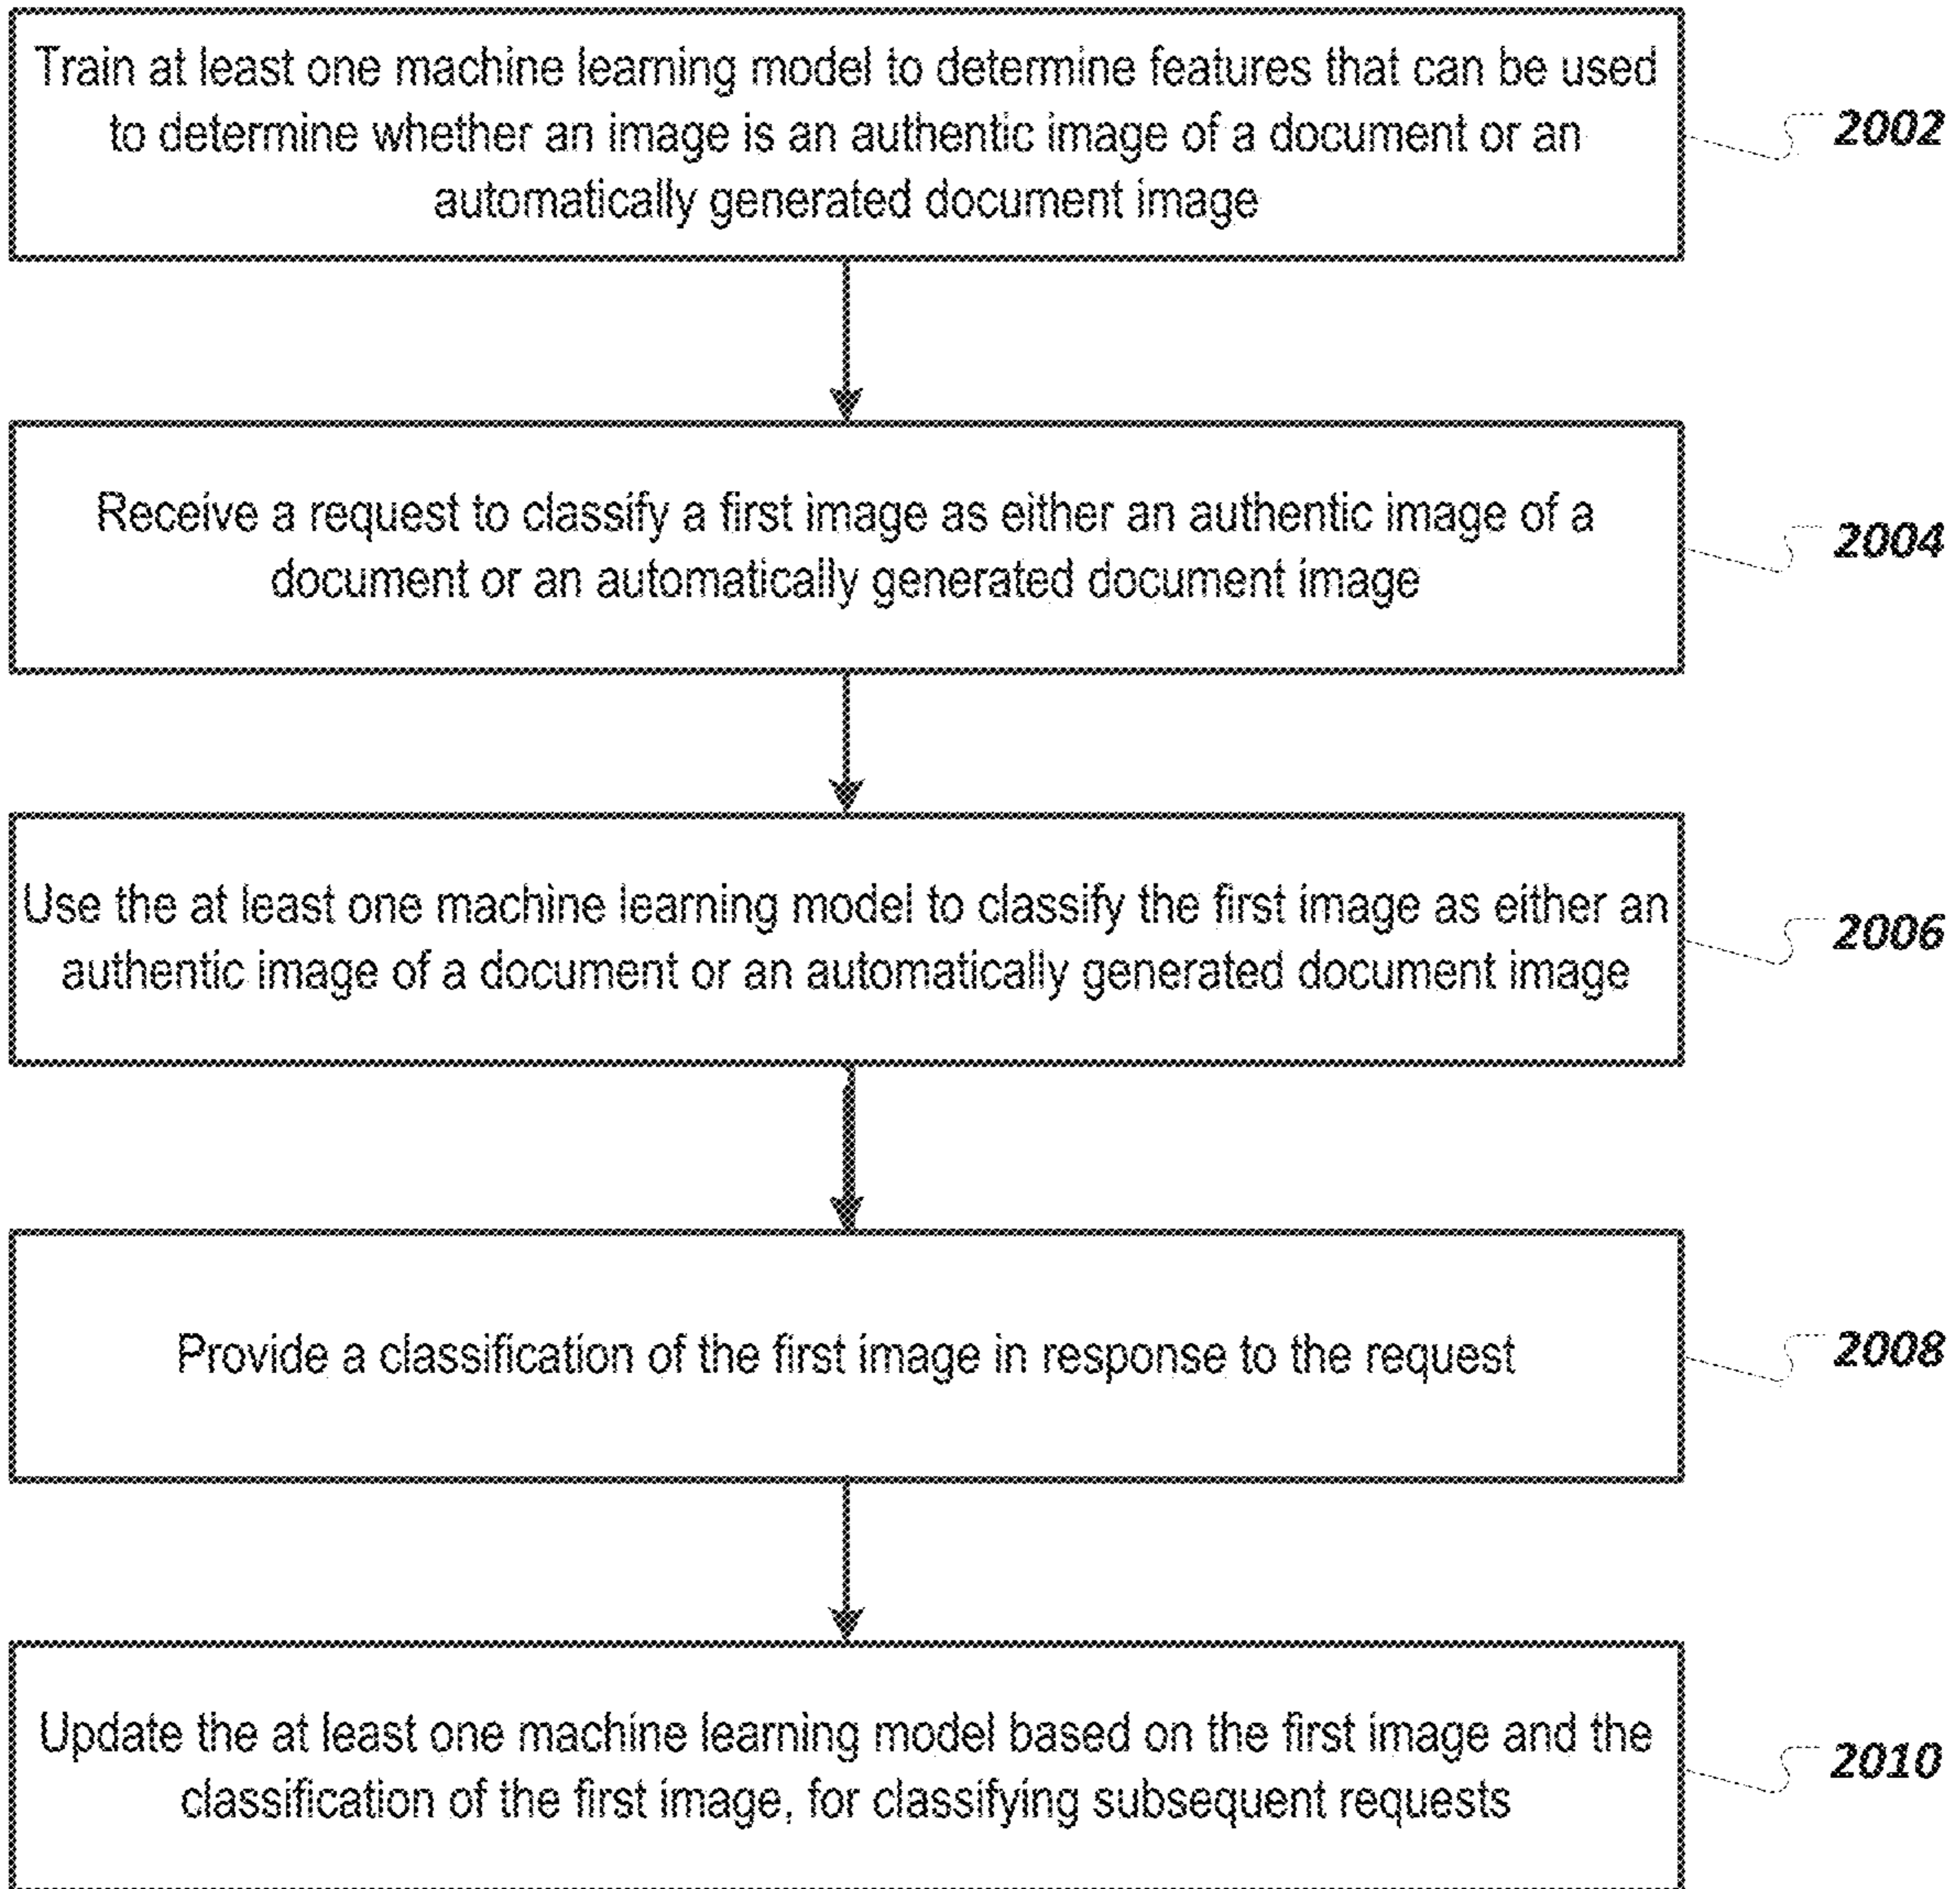 Train at least one machine learning model to determine features that can be used
to determine whether an image is an authentic image of a document or an
automatically generated document image
2002
Receive a request to classify a first image as either an authentic image of a
document or an automatically generated document image
2004
Use the at least one machine learning model to classify the first image as either an
authentic image of a document or an automatically generated document image
2006
Provide a classification of the first image in response to the request
2008
Update the at least one machine learning model based on the first image and the
classification of the first image, for classifying subsequent requests
2010